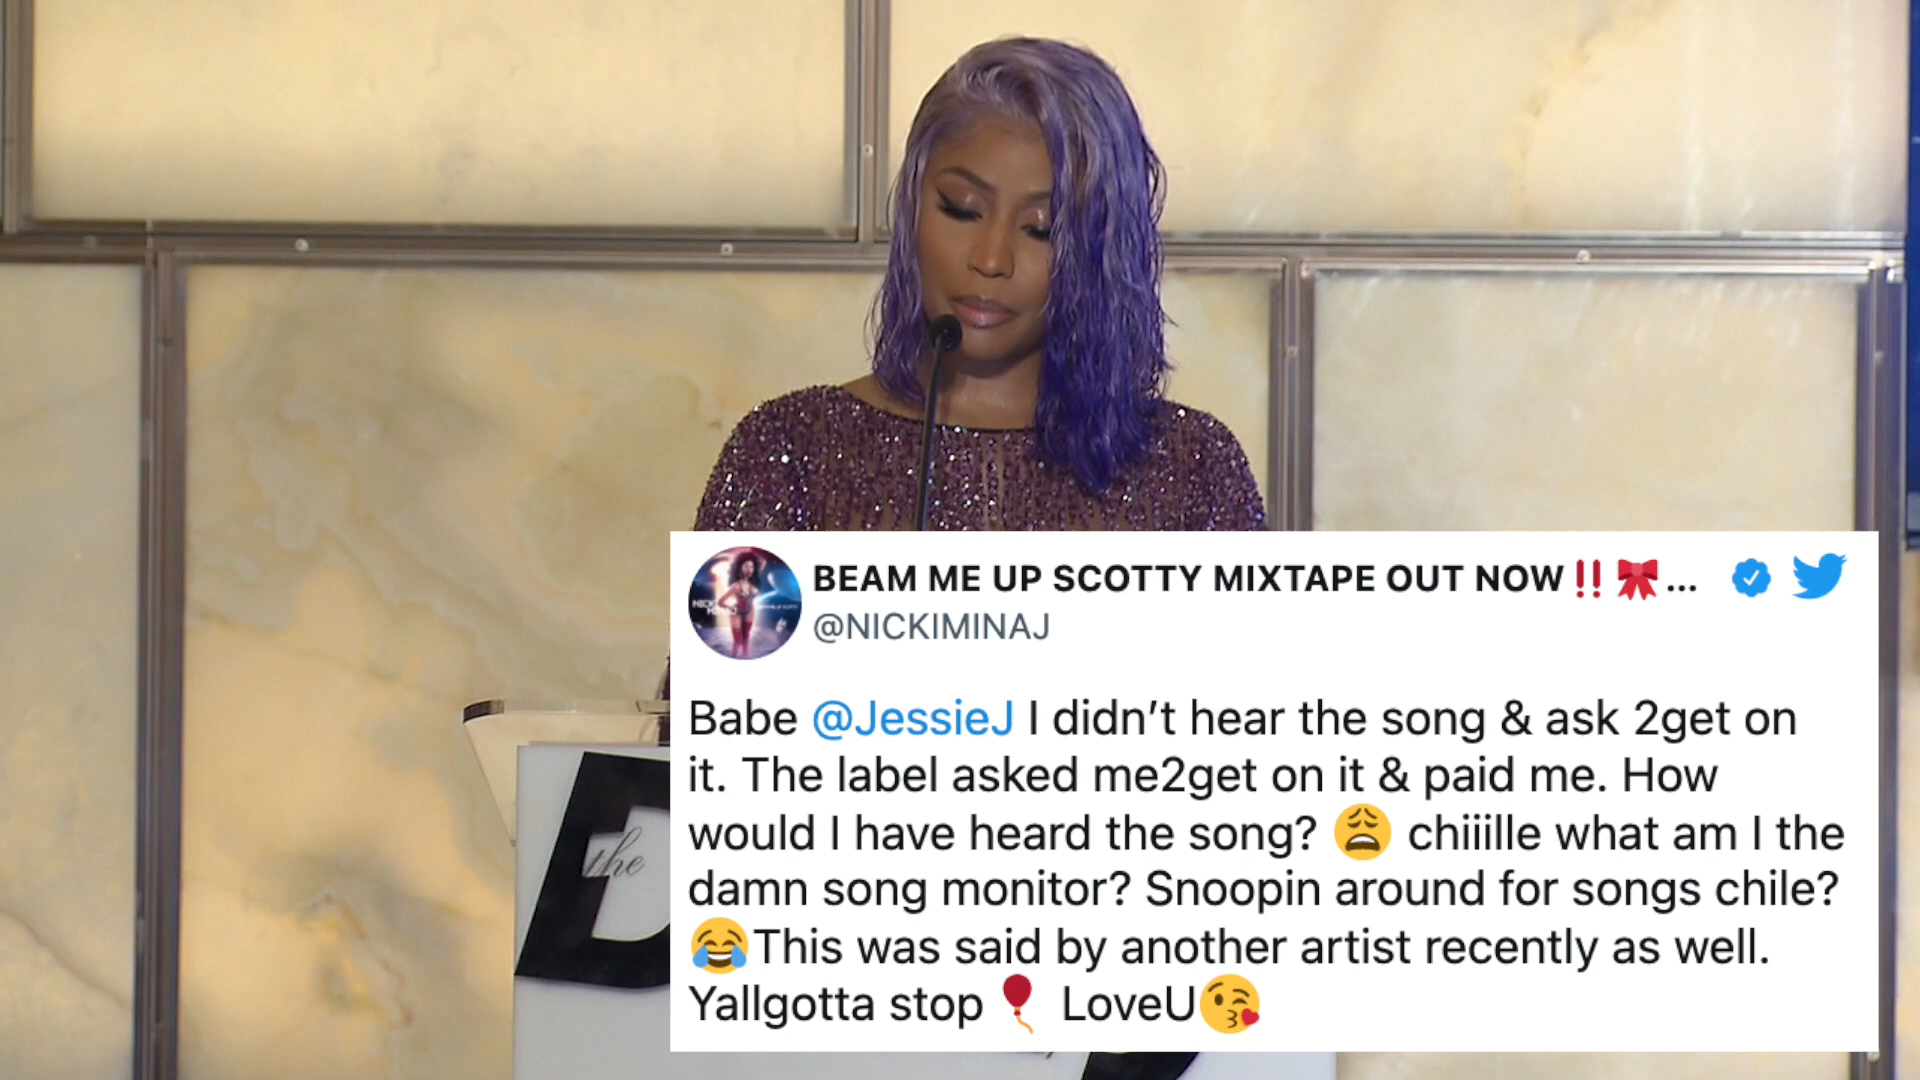 BEAM ME UP SCOTTY MIXTAPE OUT NOW‼️🎀...
@NICKIMINAJ
Babe @JessieJ I didn’t hear the song & ask 2get on
it. The label asked me2get on it & paid me. How
would I have heard the song? 😩 chiiille what am I the
damn song monitor? Snoopin around for songs chile?
😂This was said by another artist recently as well.
Yallgotta stop🎈 LoveU😘
the
D